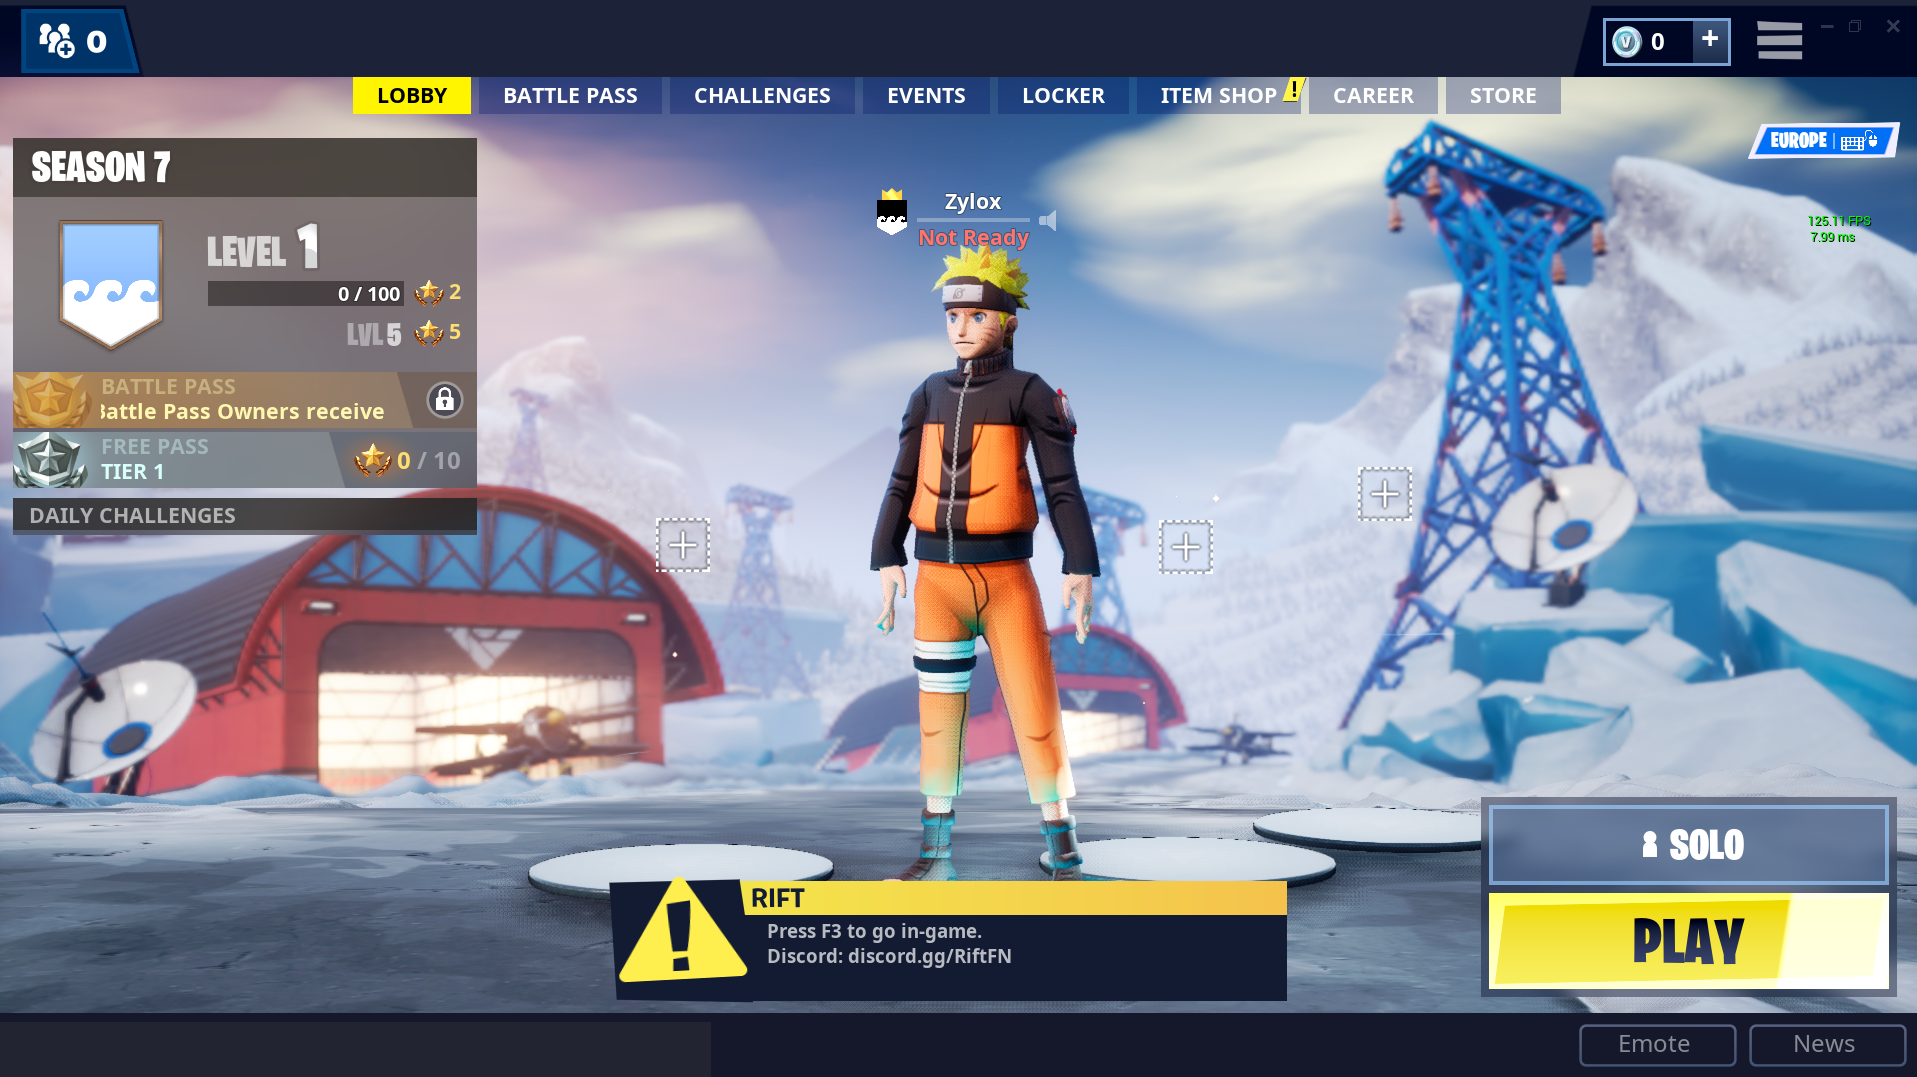 0
0 +
LOBBY
BATTLE PASS
CHALLENGES
EVENTS
LOCKER
ITEM SHOP !
CAREER
STORE
SEASON 7
EUROPE
Zylox
Not Ready
125.11 FPS
7.99 ms
LEVEL 1
0 / 100 2
LVL 5 5
BATTLE PASS
Battle Pass Owners receive
FREE PASS
TIER 1
0 / 10
DAILY CHALLENGES
SOLO
PLAY
RIFT
Press F3 to go in-game.
Discord: discord.gg/RiftFN
Emote
News